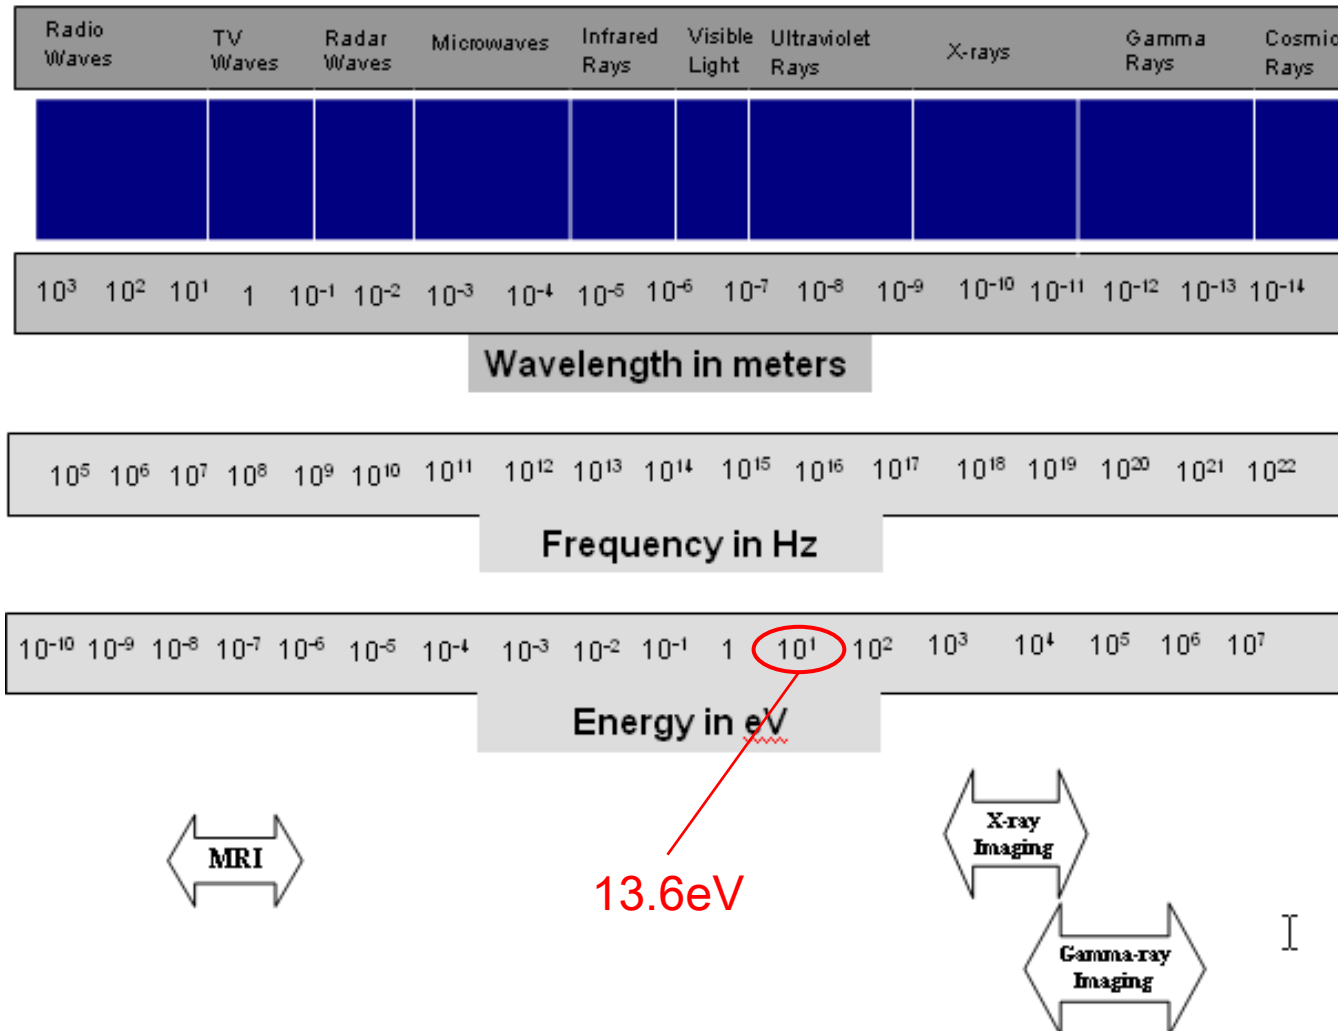 Radio Waves TV Waves Radar Waves Microwaves Infrared Rays Visible Light Ultraviolet Rays X-rays Gamma Rays Cosmic Rays
10³ 10² 10¹ 1 10⁻¹ 10⁻² 10⁻³ 10⁻⁴ 10⁻⁵ 10⁻⁶ 10⁻⁷ 10⁻⁸ 10⁻⁹ 10⁻¹⁰ 10⁻¹¹ 10⁻¹² 10⁻¹³ 10⁻¹⁴
Wavelength in meters
10⁵ 10⁶ 10⁷ 10⁸ 10⁹ 10¹⁰ 10¹¹ 10¹² 10¹³ 10¹⁴ 10¹⁵ 10¹⁶ 10¹⁷ 10¹⁸ 10¹⁹ 10²⁰ 10²¹ 10²²
Frequency in Hz
10⁻¹⁰ 10⁻⁹ 10⁻⁸ 10⁻⁷ 10⁻⁶ 10⁻⁵ 10⁻⁴ 10⁻³ 10⁻² 10⁻¹ 1 10¹ 10² 10³ 10⁴ 10⁵ 10⁶ 10⁷
Energy in eV
MRI
X-ray
Imaging
13.6eV
Gamma-ray
Imaging